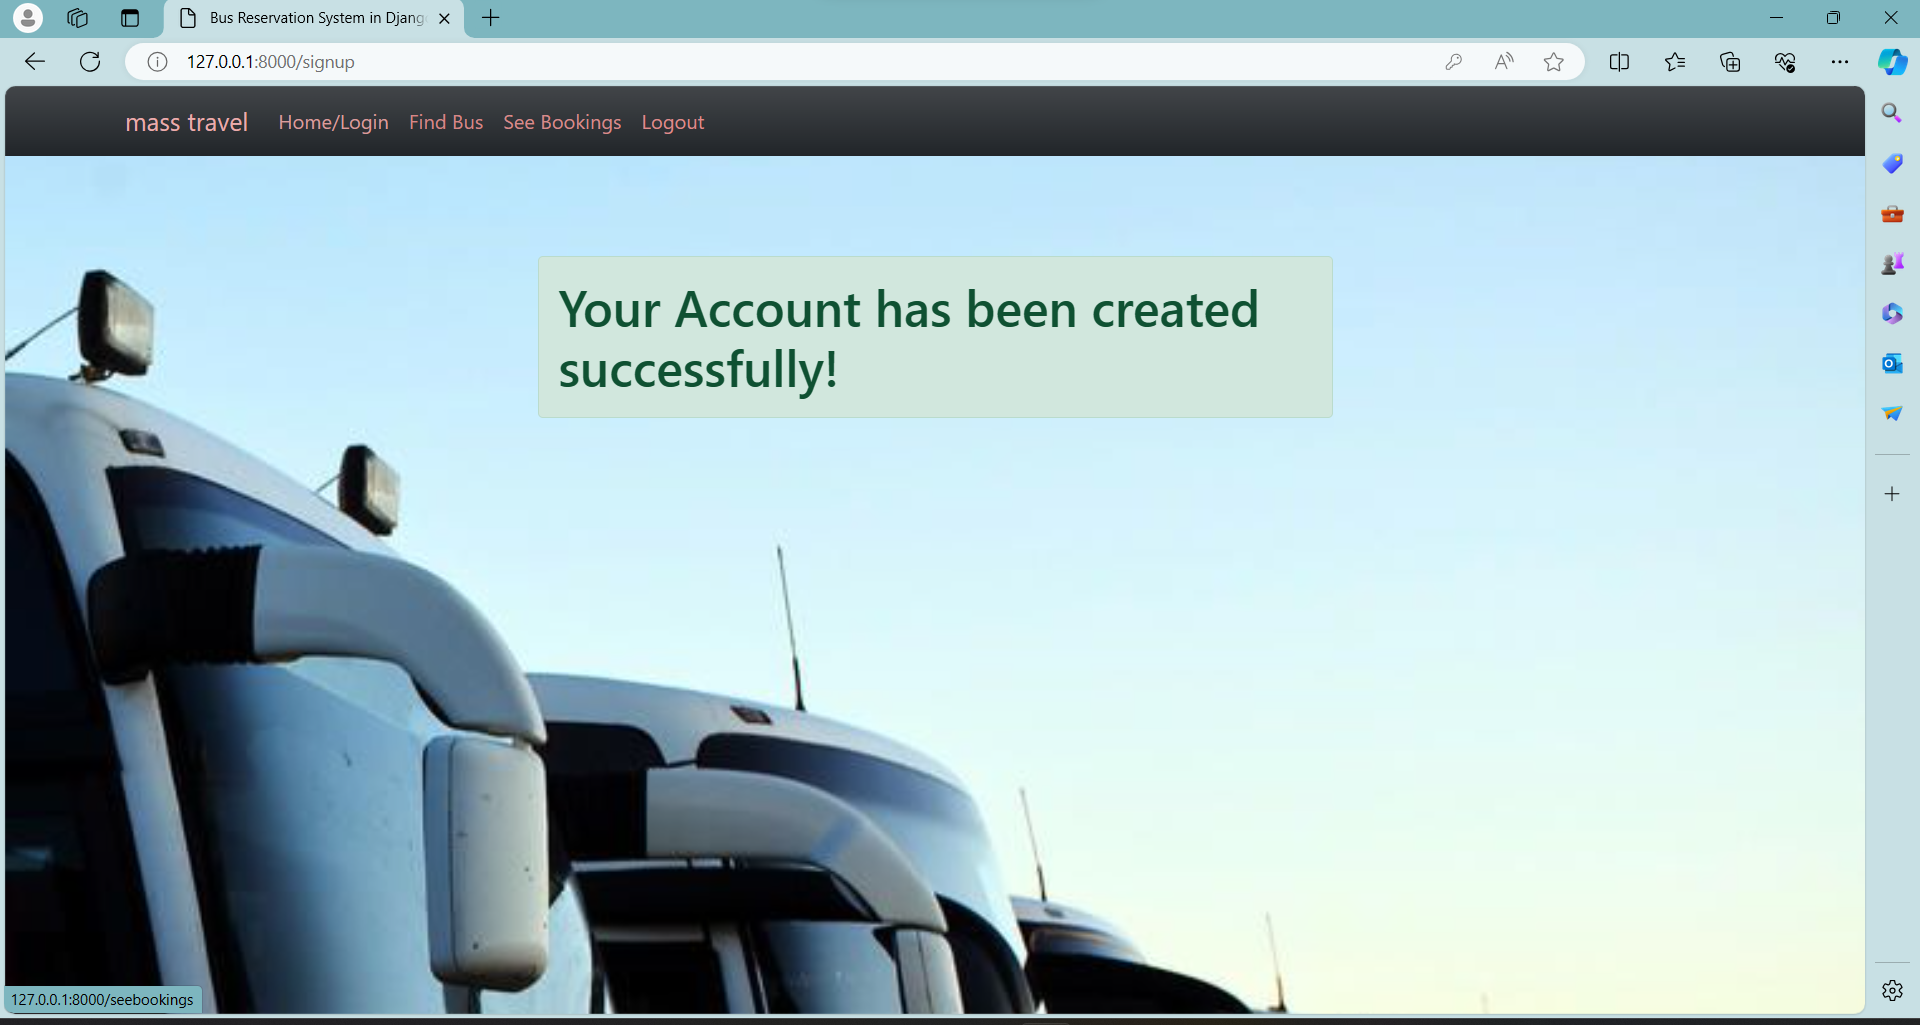 Bus Reservation System in Djang
127.0.0.1:8000/signup
mass travel Home/Login Find Bus See Bookings Logout
Your Account has been created
successfully!
127.0.0.1:8000/seebookings